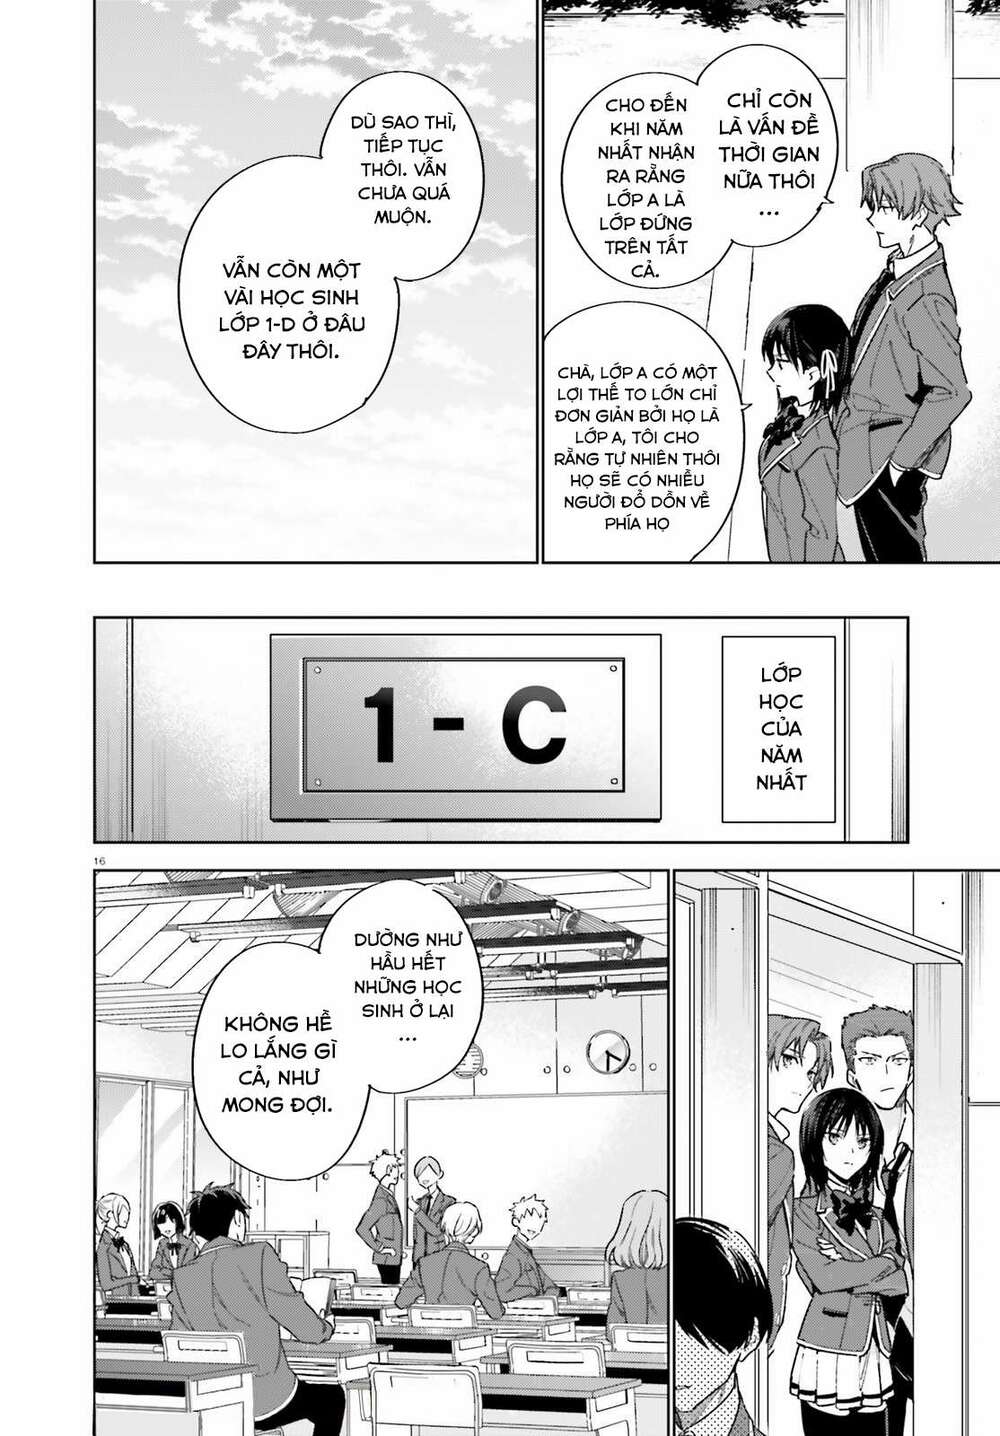 CHỈ CÒN
LÀ VẤN ĐỀ
THỜI GIAN
NỮA THÔI
...
CHO ĐẾN
KHI NĂM
NHẤT NHẬN
RA RẰNG
LỚP A LÀ
LỚP ĐỨNG
TRÊN TẤT
CẢ.
CHÀ, LỚP A CÓ MỘT
LỢI THẾ TO LỚN CHỈ
ĐƠN GIẢN BỞI HỌ LÀ
LỚP A, TÔI CHO
RẰNG TỰ NHIÊN THÔI
HỌ SẼ CÓ NHIỀU
NGƯỜI ĐỔ DỒN VỀ
PHÍA HỌ
DÙ SAO THÌ,
TIẾP TỤC
THÔI. VẪN
CHƯA QUÁ
MUỘN.
VẪN CÒN MỘT
VÀI HỌC SINH
LỚP 1-D Ở ĐÂU
ĐÂY THÔI.
LỚP
HỌC
CỦA
NĂM
NHẤT
1-C
16
DƯỜNG NHƯ
HẦU HẾT
NHỮNG HỌC
SINH Ở LẠI
...
KHÔNG HỀ
LO LẮNG GÌ
CẢ, NHƯ
MONG ĐỢI.